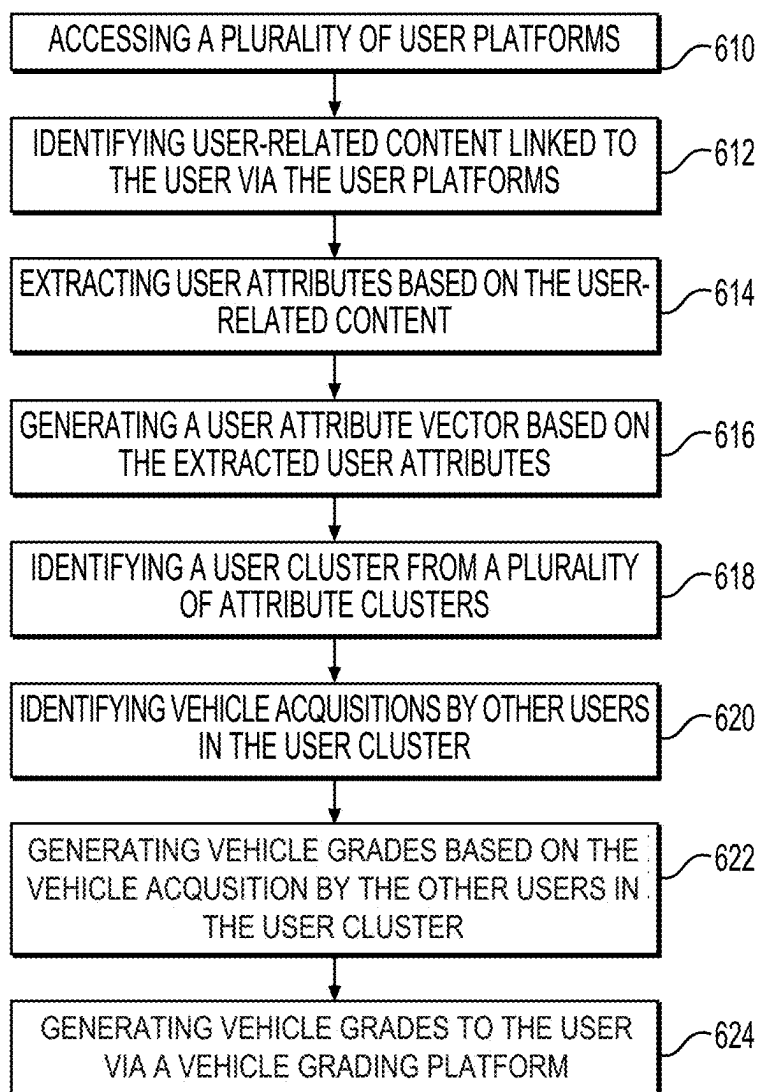 ACCESSING A PLURALITY OF USER PLATFORMS
610
IDENTIFYING USER-RELATED CONTENT LINKED TO
THE USER VIA THE USER PLATFORMS
612
EXTRACTING USER ATTRIBUTES BASED ON THE USER-
RELATED CONTENT
614
GENERATING A USER ATTRIBUTE VECTOR BASED ON
THE EXTRACTED USER ATTRIBUTES
616
IDENTIFYING A USER CLUSTER FROM A PLURALITY
OF ATTRIBUTE CLUSTERS
618
IDENTIFYING VEHICLE ACQUISITIONS BY OTHER USERS
IN THE USER CLUSTER
620
GENERATING VEHICLE GRADES BASED ON THE
VEHICLE ACQUSITION BY THE OTHER USERS IN
THE USER CLUSTER
622
GENERATING VEHICLE GRADES TO THE USER
VIA A VEHICLE GRADING PLATFORM
624